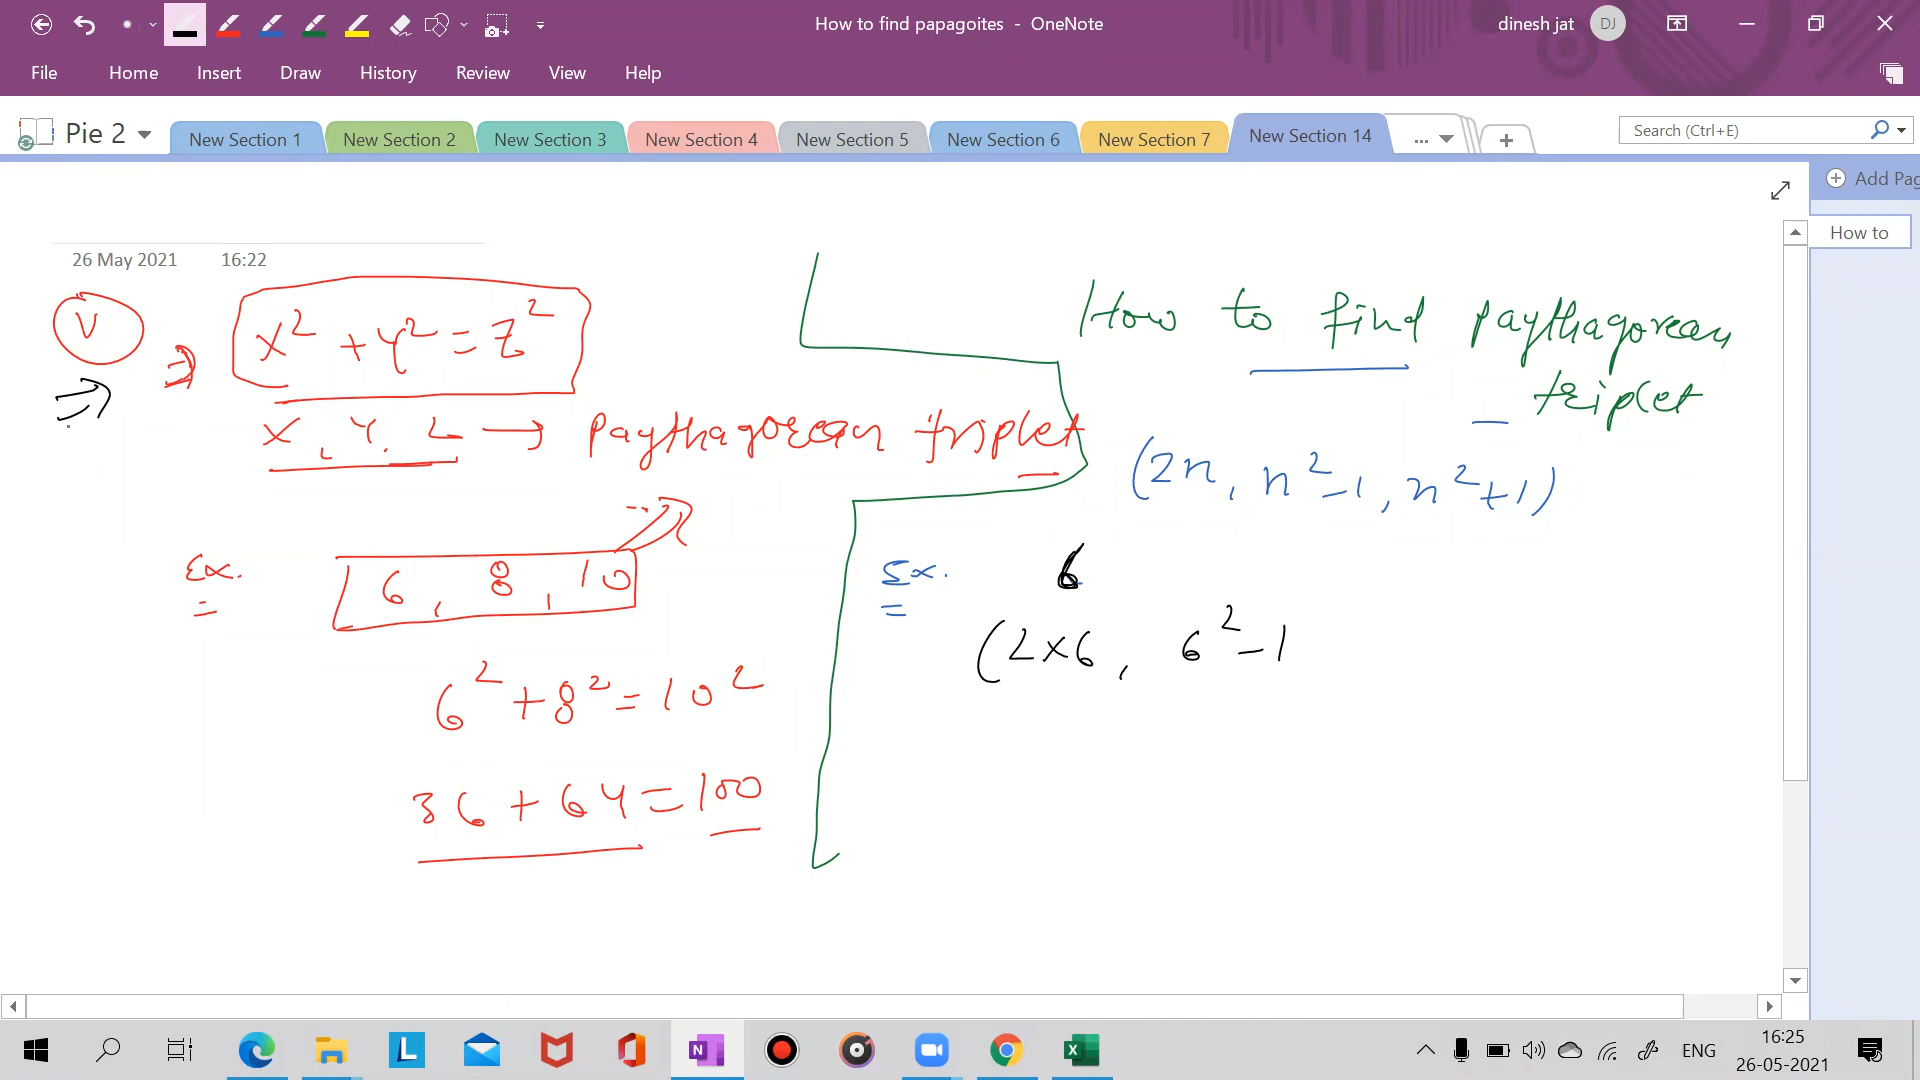 How to find papagoites - OneNote
dinesh jat DJ
File Home Insert Draw History Review View Help
Pie 2
New Section 1 New Section 2 New Section 3 New Section 4 New Section 5 New Section 6 New Section 7 New Section 14 ...
Search (Ctrl+E)
Add Pag
How to
26 May 2021 16:22
V
⇒ x² + y² = z²
x, y, z → Paythagorean triplet
Ex. 6, 8, 10
6² + 8² = 10²
36 + 64 = 100
How to find paythagorean
triplet
(2n, n²-1, n²+1)
Ex. 6
(2×6, 6²-1
ENG
16:25
26-05-2021